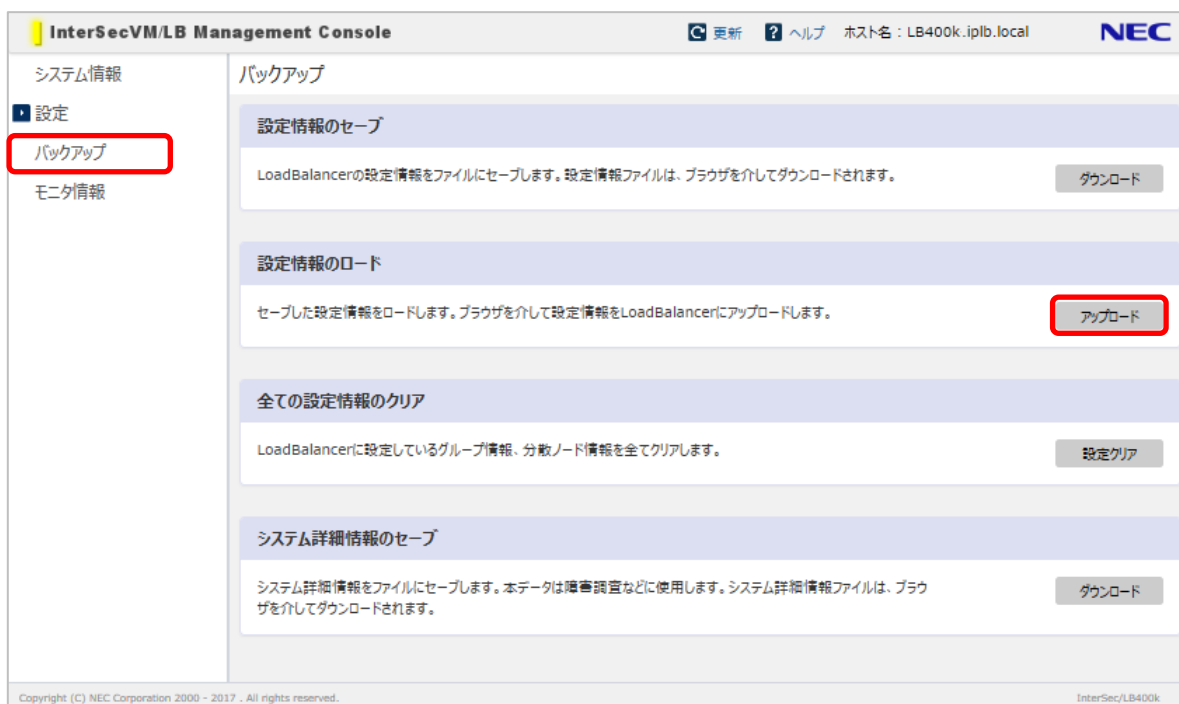 InterSecVM/LB Management Console
更新
ヘルプ
ホスト名：LB400k.iplb.local
NEC
システム情報
設定
バックアップ
モニタ情報
バックアップ
設定情報のセーブ
LoadBalancerの設定情報をファイルにセーブします。設定情報ファイルは、ブラウザを介してダウンロードされます。
ダウンロード
設定情報のロード
セーブした設定情報をロードします。ブラウザを介して設定情報をLoadBalancerにアップロードします。
アップロード
全ての設定情報のクリア
LoadBalancerに設定しているグループ情報、分散ノード情報を全てクリアします。
設定クリア
システム詳細情報のセーブ
システム詳細情報をファイルにセーブします。本データは障害調査などに使用します。システム詳細情報ファイルは、ブラウ
ザを介してダウンロードされます。
ダウンロード
Copyright (C) NEC Corporation 2000 - 2017 . All rights reserved.
InterSec/LB400k